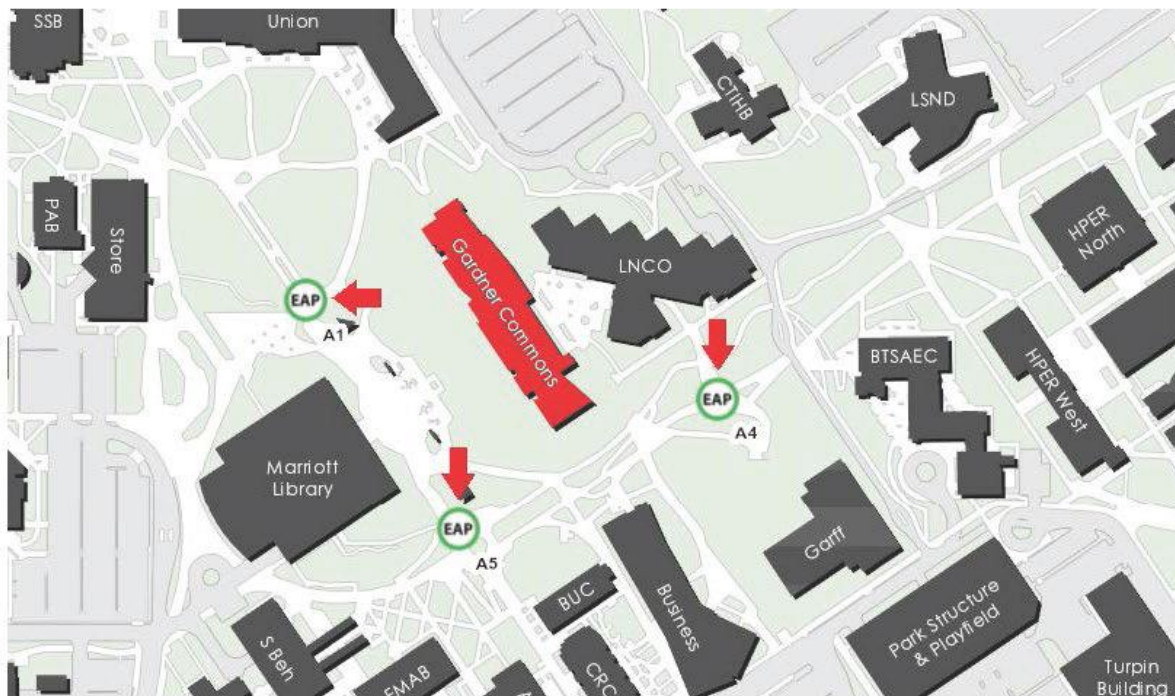 SSB
Union
CTIHB
LSND
PAB
Store
HPER
North
Gardner Commons
LNCO
EAP
A1
BTSAEC
HPER West
EAP
A4
Marriott
Library
EAP
A5
Garff
BUC
Business
Park Structure
& Playfield
S Beh
FMAB
CRC
Turpin
Building